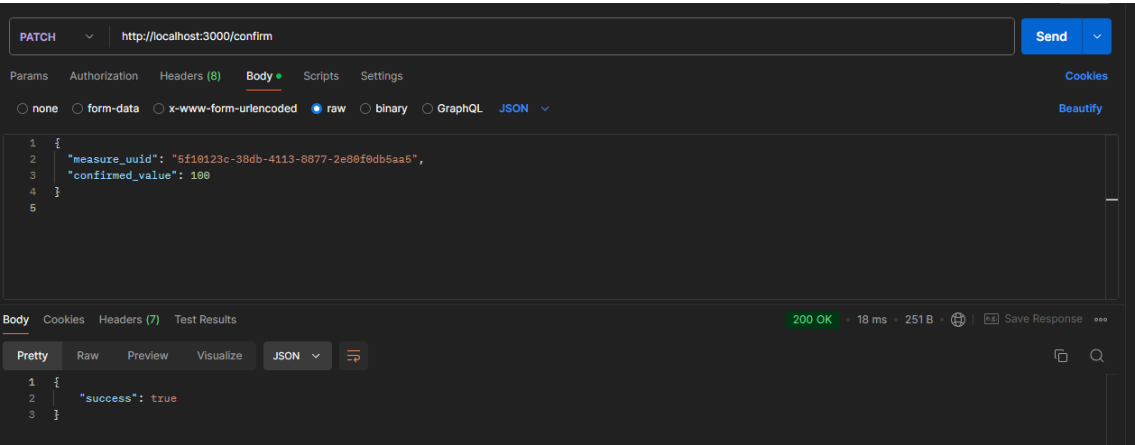 PATCH http://localhost:3000/confirm Send
Params Authorization Headers (8) Body Scripts Settings Cookies
none form-data x-www-form-urlencoded raw binary GraphQL JSON Beautify
1 {
2 "measure_uuid": "5f10123c-38db-4113-8877-2e80f0db5aa5",
3 "confirmed_value": 100
4 }
5
Body Cookies Headers (7) Test Results 200 OK 18 ms 251 B e.g. Save Response
Pretty Raw Preview Visualize JSON
1 {
2 "success": true
3 }